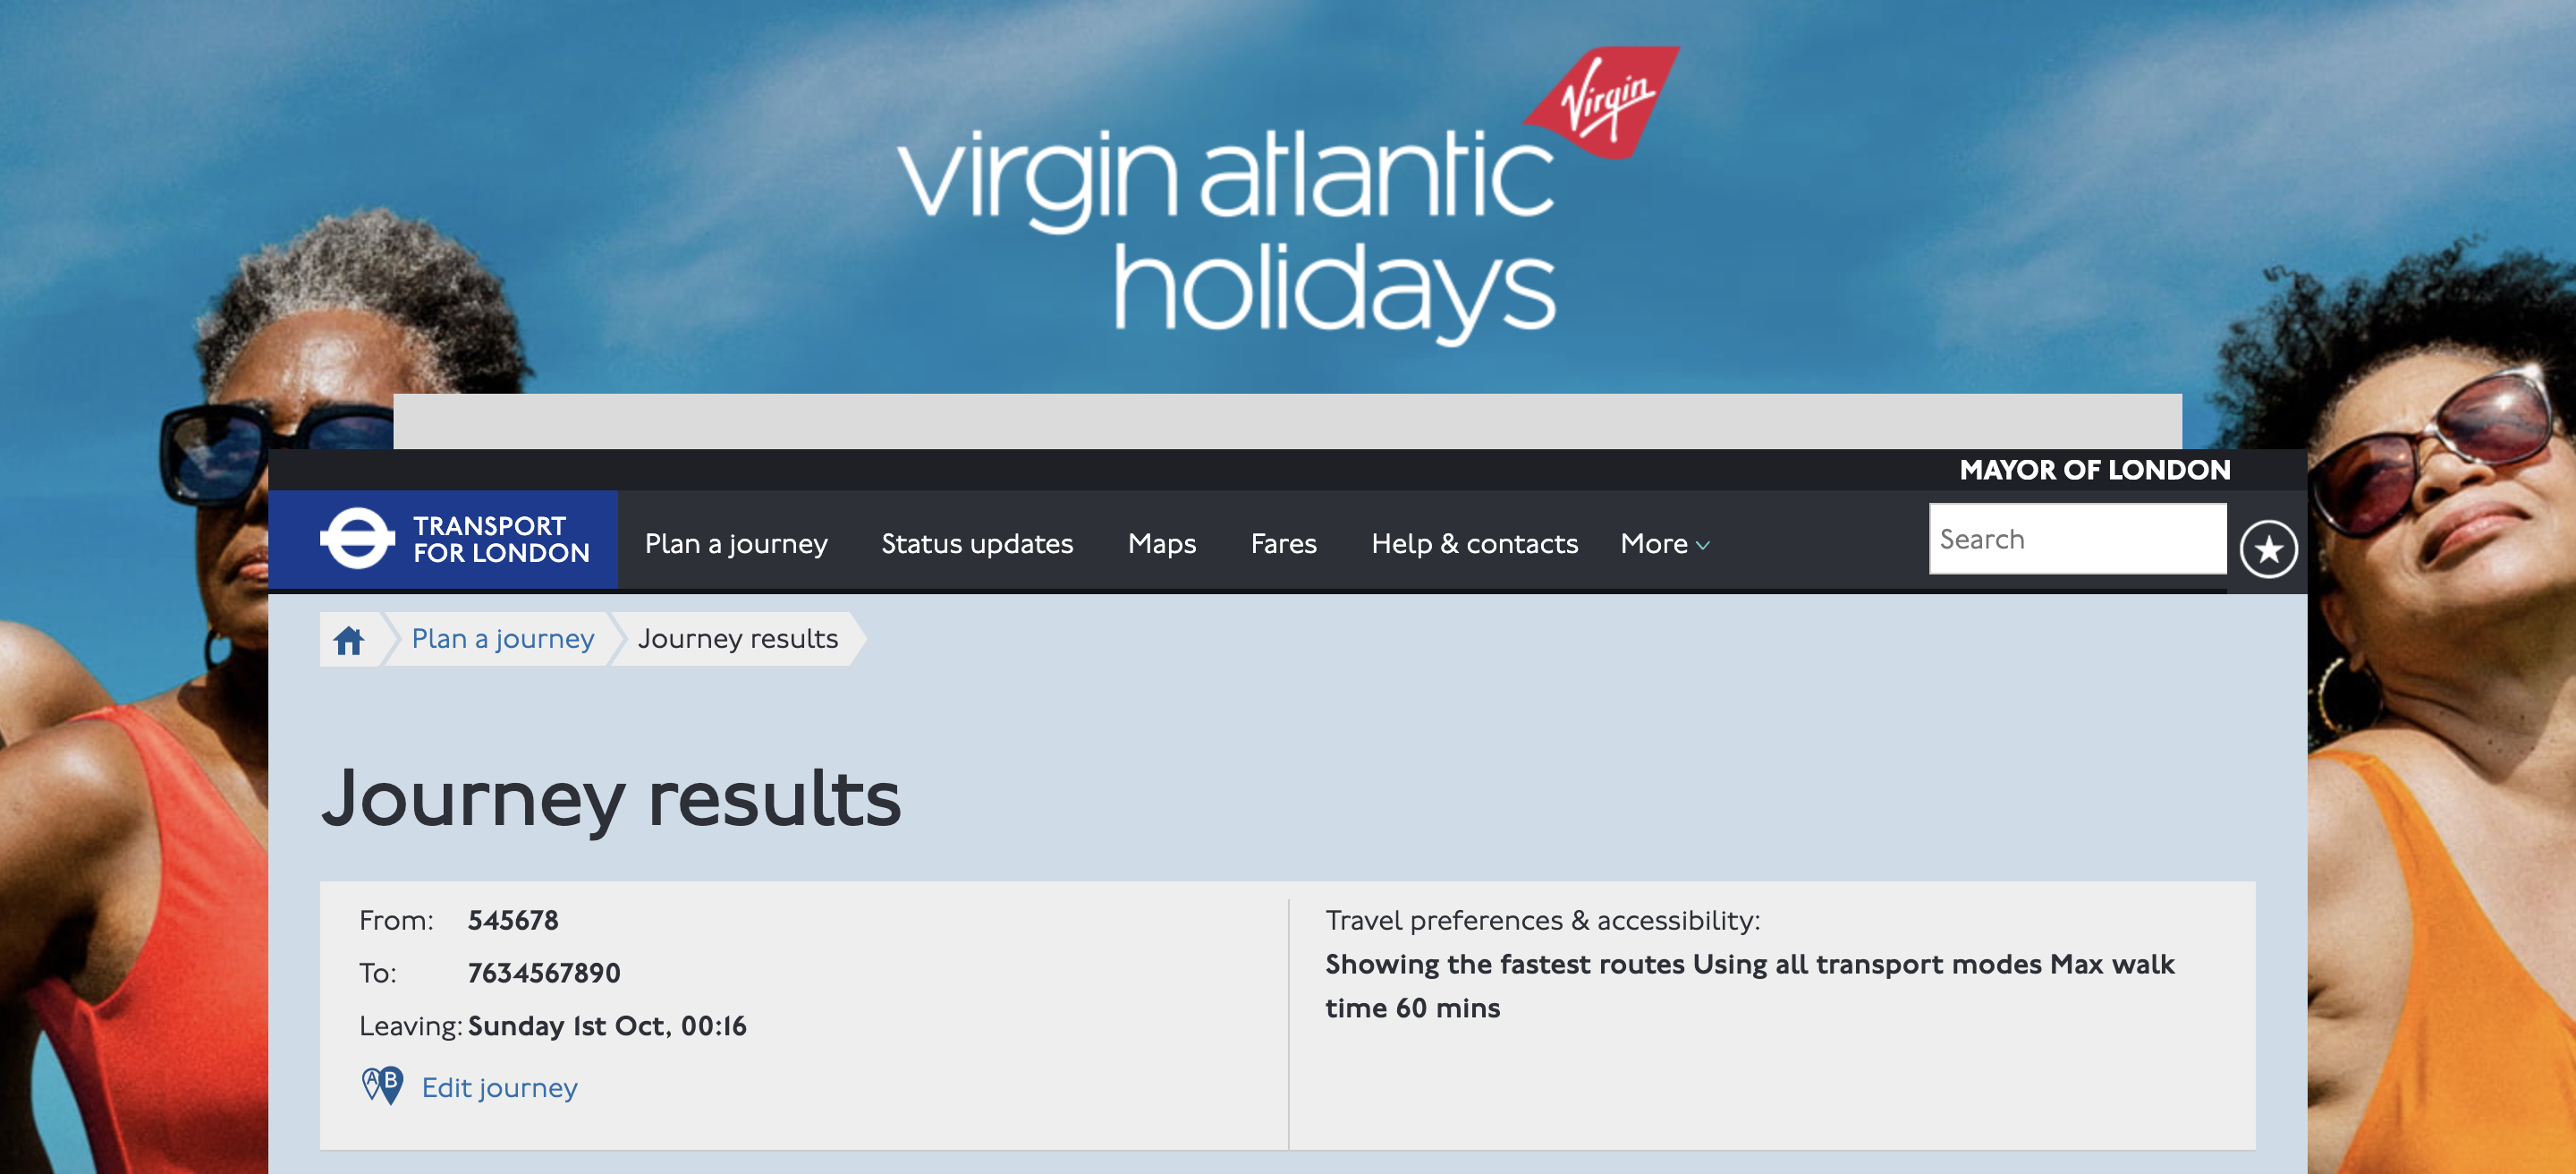 Virgin
virgin atlantic
holidays
MAYOR OF LONDON
TRANSPORT
FOR LONDON
Plan a journey
Status updates
Maps
Fares
Help & contacts
More
Search
Plan a journey
Journey results
Journey results
From: 545678
To: 7634567890
Leaving: Sunday 1st Oct, 00:16
A B
Edit journey
Travel preferences & accessibility:
Showing the fastest routes Using all transport modes Max walk
time 60 mins